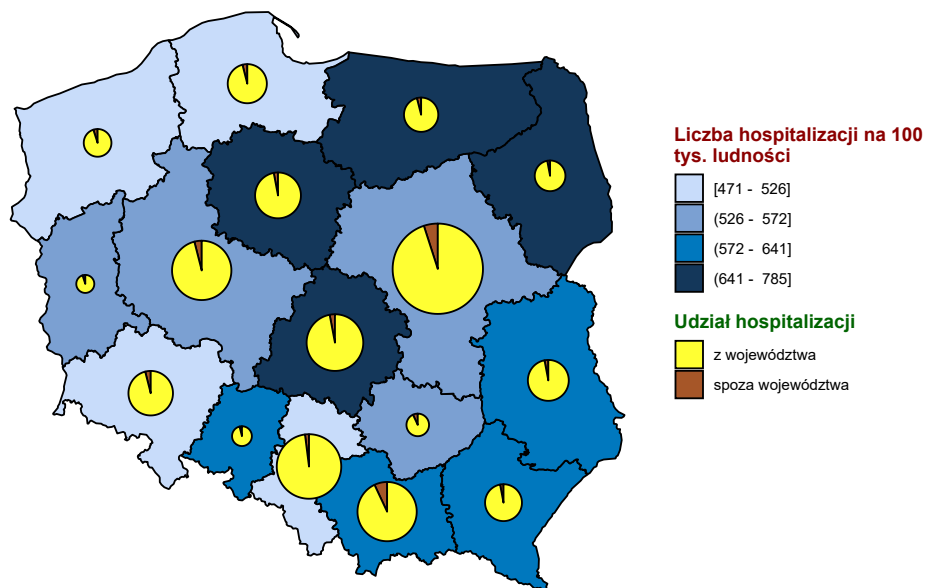 Liczba hospitalizacji na 100
tys. ludności
[471 - 526]
(526 - 572]
(572 - 641]
(641 - 785]
Udział hospitalizacji
z województwa
spoza województwa